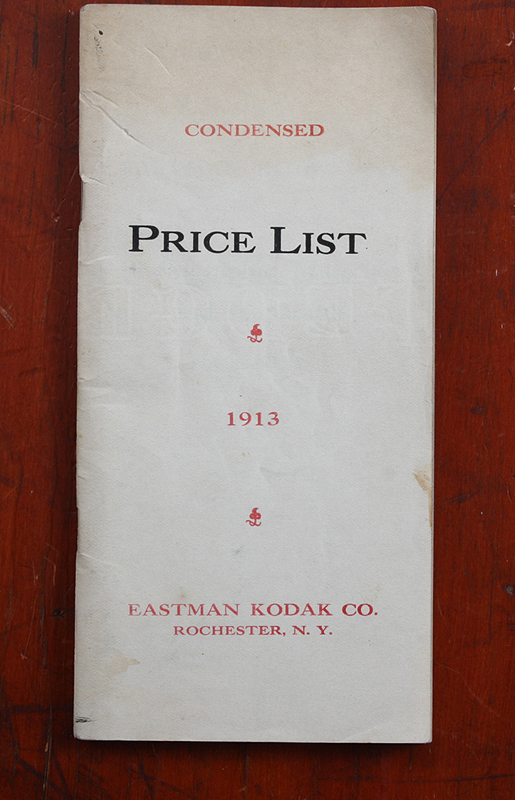 CONDENSED
PRICE LIST
1913
EASTMAN KODAK CO.
ROCHESTER, N. Y.